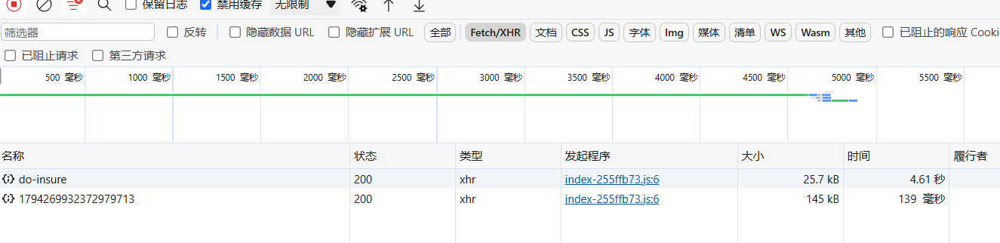 保留日志 禁用缓存 无限制
筛选器 反转 隐藏数据 URL 隐藏扩展 URL 全部 Fetch/XHR 文档 CSS JS 字体 Img 媒体 清单 WS Wasm 其他 已阻止的响应 Cooki
已阻止请求 第三方请求
500 毫秒 1000 毫秒 1500 毫秒 2000 毫秒 2500 毫秒 3000 毫秒 3500 毫秒 4000 毫秒 4500 毫秒 5000 毫秒 5500 毫秒
名称 状态 类型 发起程序 大小 时间 履行者
do-insure 200 xhr index-255ffb73.js:6 25.7 kB 4.61 秒
1794269932372979713 200 xhr index-255ffb73.js:6 145 kB 139 毫秒